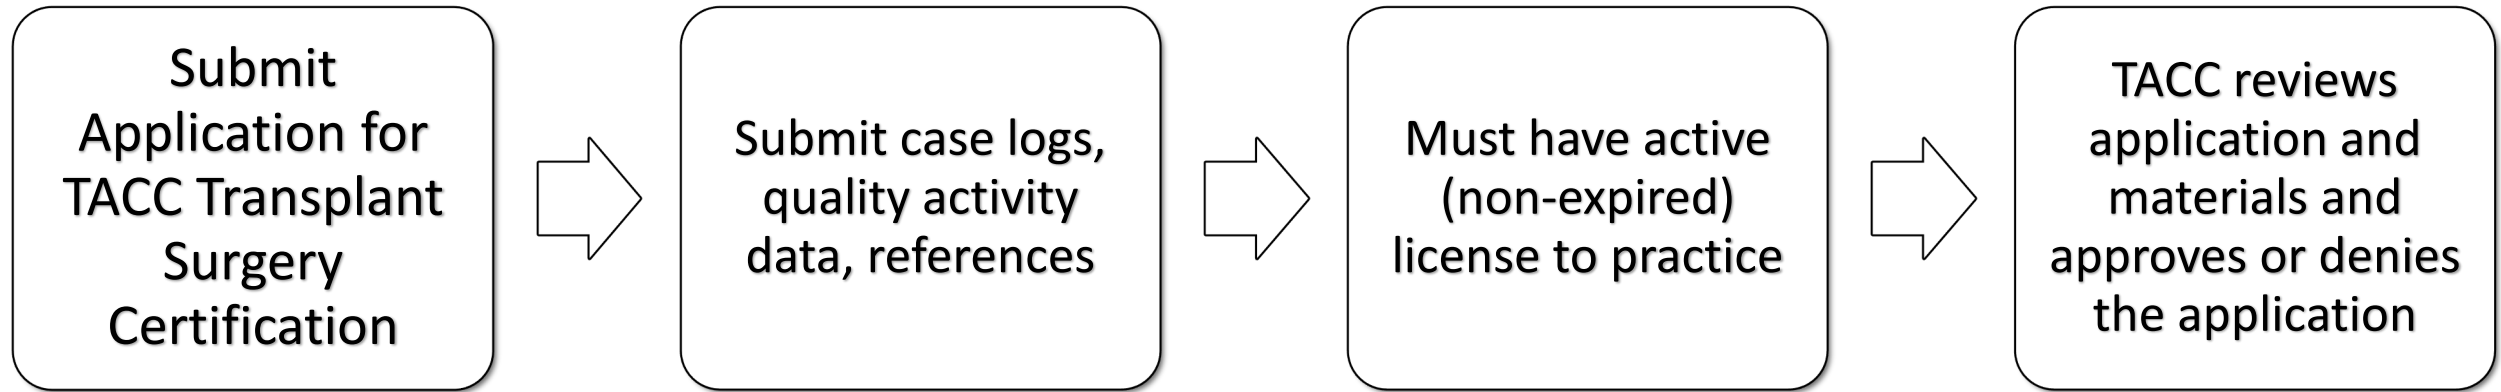 Submit
Application for
TACC Transplant
Surgery
Certification
Submit case logs,
quality activity
data, references
Must have active
(non-expired)
license to practice
TACC reviews
application and
materials and
approves or denies
the application